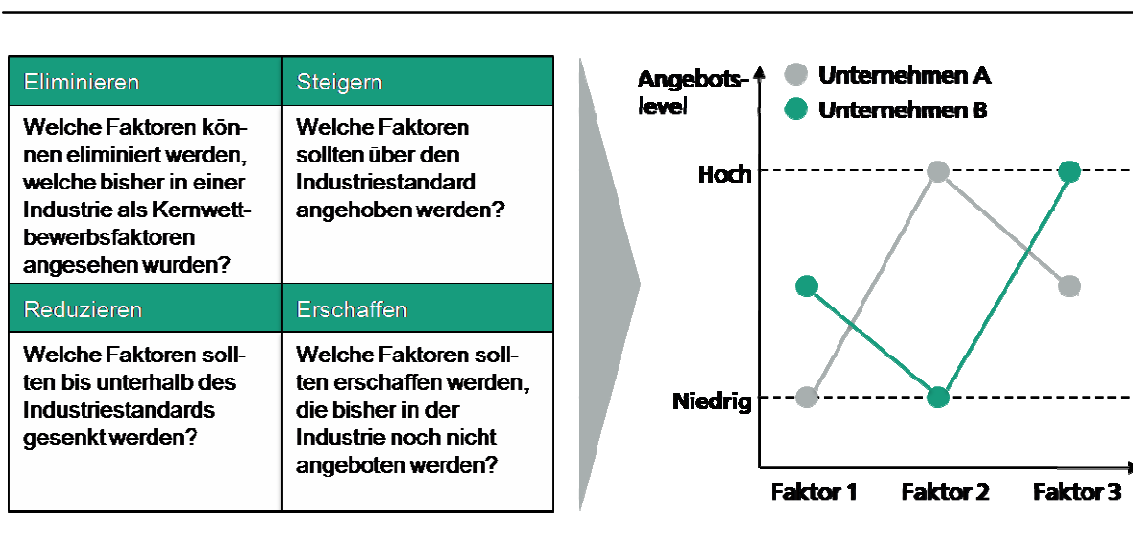 Eliminieren
Welche Faktoren kön-
nen eliminiert werden,
welche bisher in einer
Industrie als Kernwett-
bewerbsfaktoren
angesehen wurden?
Steigern
Welche Faktoren
sollten über den
Industriestandard
angehoben werden?
Reduzieren
Welche Faktoren soll-
ten bis unterhalb des
Industriestandards
gesenkt werden?
Erschaffen
Welche Faktoren soll-
ten erschaffen werden,
die bisher in der
Industrie noch nicht
angeboten werden?
Angebots-
level
Unternehmen A
Unternehmen B
Hoch
Niedrig
Faktor 1 Faktor 2 Faktor 3